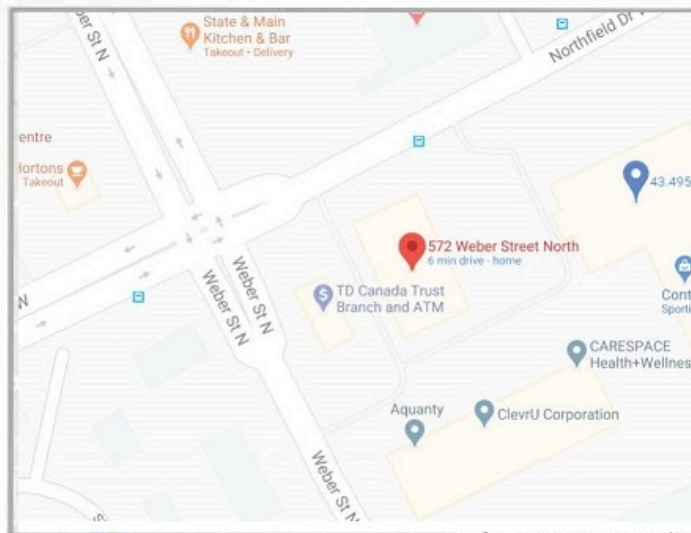 Weber St N
State & Main
Kitchen & Bar
Takeout • Delivery
Northfield Dr
Weber St N
entre
Hortons
Takeout
43.495
572 Weber Street North
6 min drive - home
N
Weber St N
Weber St N
TD Canada Trust
Branch and ATM
Cont
Sporti
CARESPACE
Health+Wellnes
Aquanty
ClevrU Corporation
Weber St N